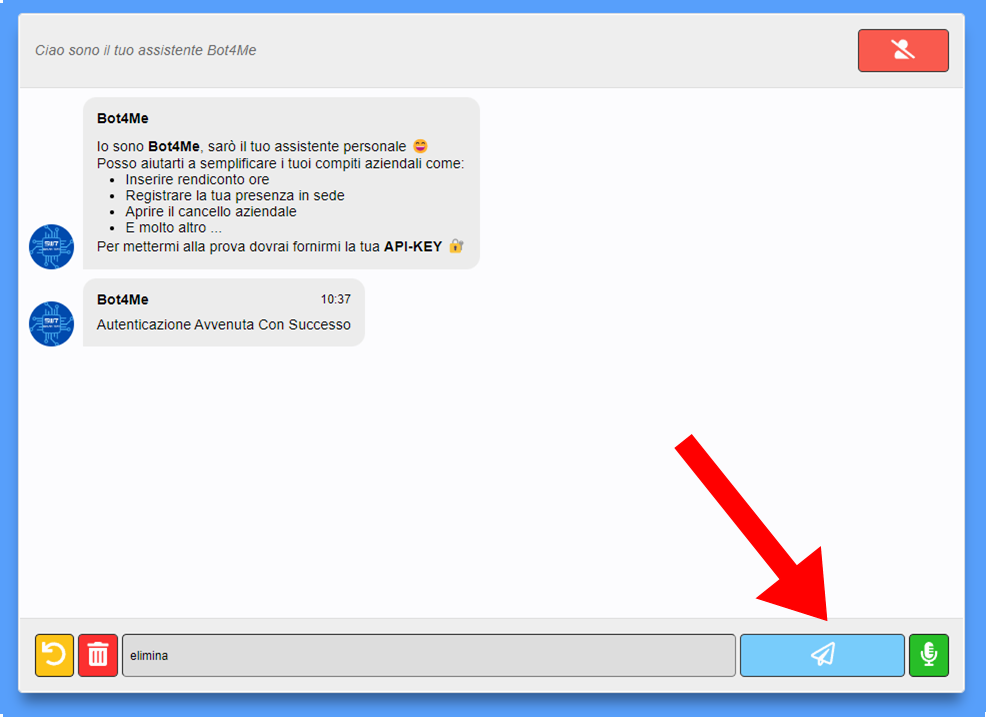 Ciao sono il tuo assistente Bot4Me
Bot4Me
Io sono Bot4Me, sarò il tuo assistente personale 😄
Posso aiutarti a semplificare i tuoi compiti aziendali come:
• Inserire rendiconto ore
• Registrare la tua presenza in sede
• Aprire il cancello aziendale
• E molto altro ...
Per mettermi alla prova dovrai fornirmi la tua API-KEY 🔐
Bot4Me 10:37
Autenticazione Avvenuta Con Successo
elimina